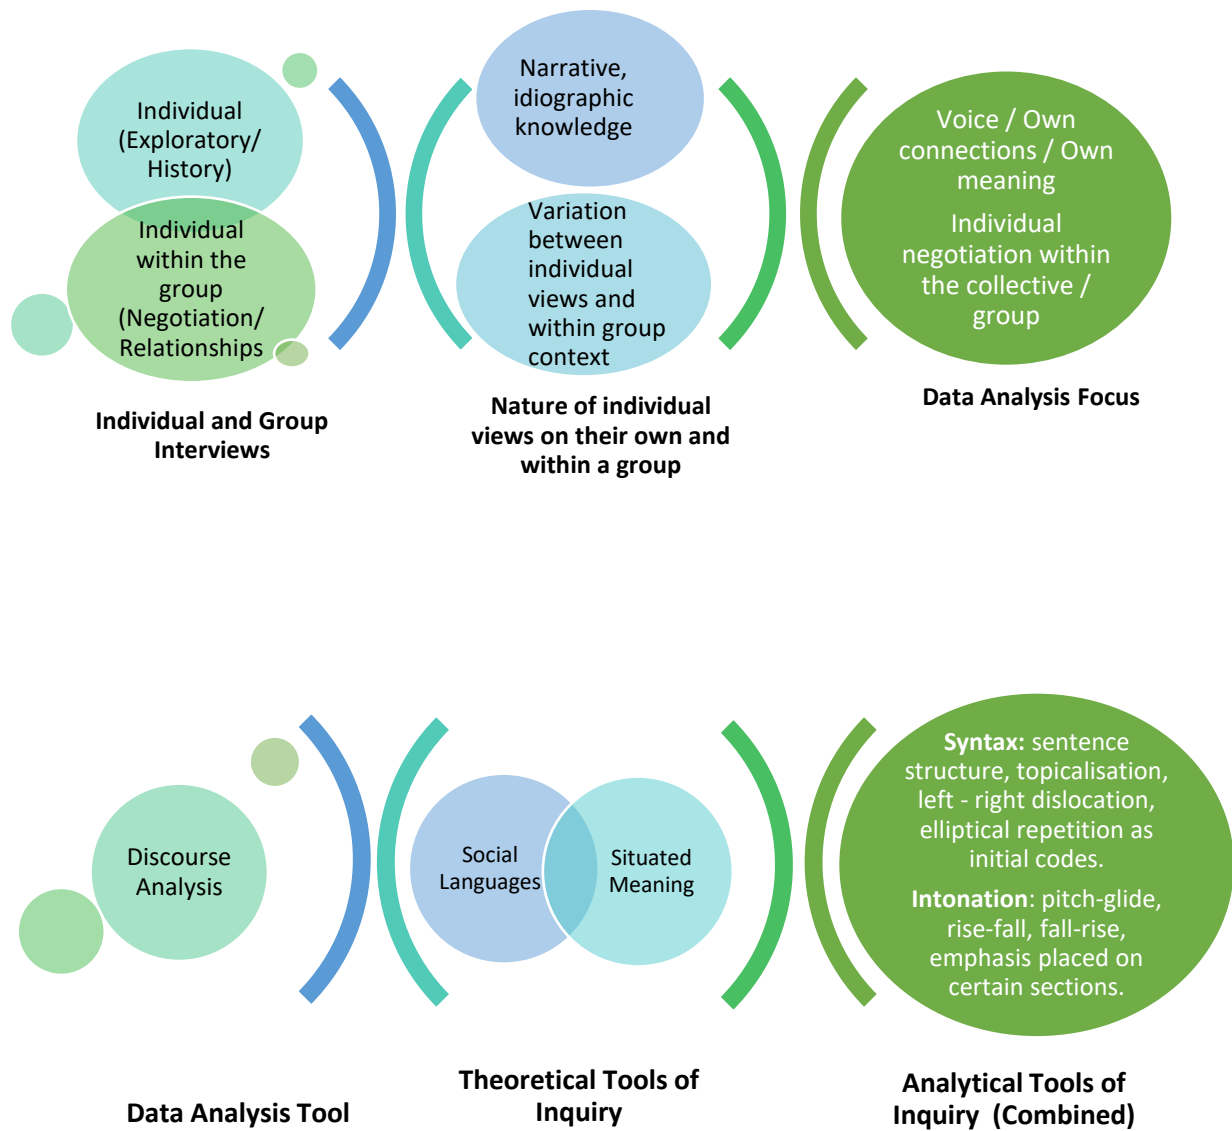 Individual
(Exploratory/
History)
Individual
within the
group
(Negotiation/
Relationships
Individual and Group
Interviews
Narrative,
idiographic
knowledge
Variation
between
individual
views and
within group
context
Nature of individual
views on their own and
within a group
Voice / Own
connections / Own
meaning
Individual
negotiation within
the collective /
group
Data Analysis Focus
Discourse
Analysis
Data Analysis Tool
Social
Languages
Situated
Meaning
Theoretical Tools of
Inquiry
Syntax: sentence
structure, topicalisation,
left - right dislocation,
elliptical repetition as
initial codes.
Intonation: pitch-glide,
rise-fall, fall-rise,
emphasis placed on
certain sections.
Analytical Tools of
Inquiry (Combined)